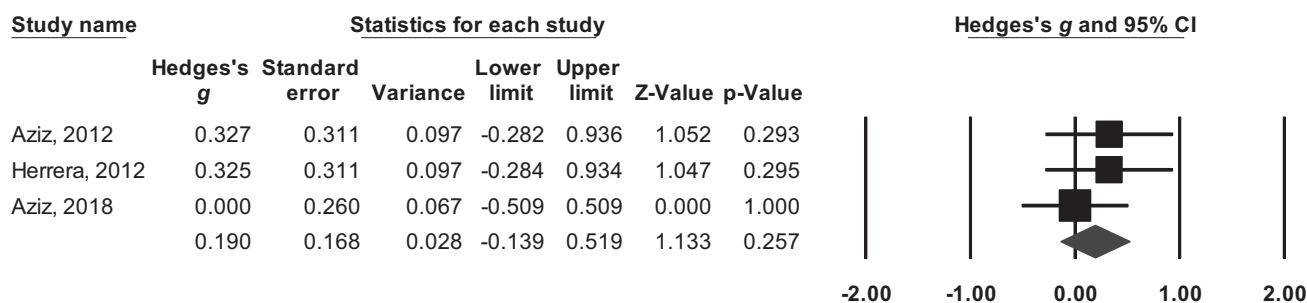 Study name Statistics for each study Hedges's g and 95% CI
Hedges's Standard Lower Upper
g error Variance limit limit Z-Value p-Value
Aziz, 2012 0.327 0.311 0.097 -0.282 0.936 1.052 0.293
Herrera, 2012 0.325 0.311 0.097 -0.284 0.934 1.047 0.295
Aziz, 2018 0.000 0.260 0.067 -0.509 0.509 0.000 1.000
0.190 0.168 0.028 -0.139 0.519 1.133 0.257
-2.00 -1.00 0.00 1.00 2.00